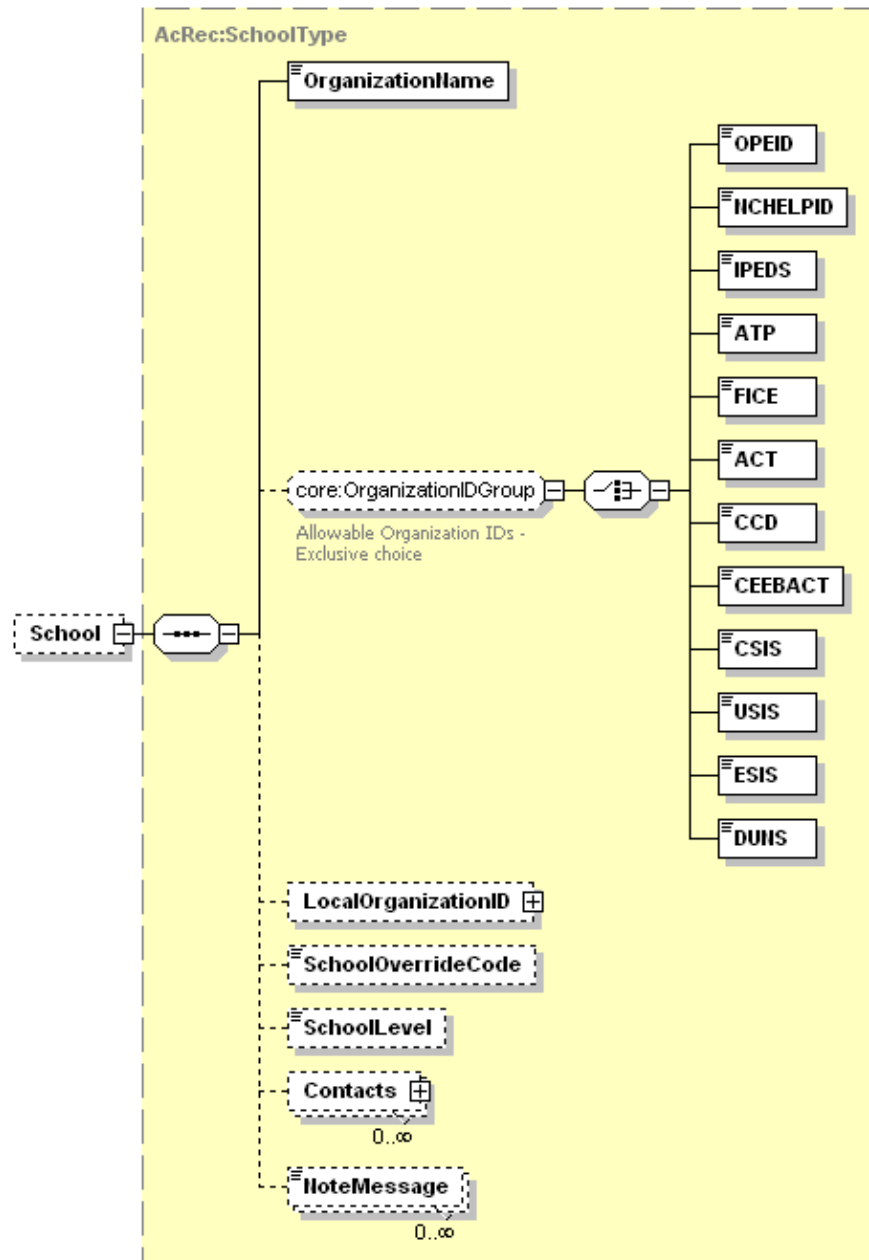 AcRec:SchoolType
OrganizationName
OPEID
NCHELPID
IPEDS
ATP
FICE
ACT
core:OrganizationIDGroup
Allowable Organization IDs -
Exclusive choice
CCD
CEEBACT
School
CSIS
USIS
ESIS
DUNS
LocalOrganizationID
SchoolOverrideCode
SchoolLevel
Contacts
0..∞
NoteMessage
0..∞